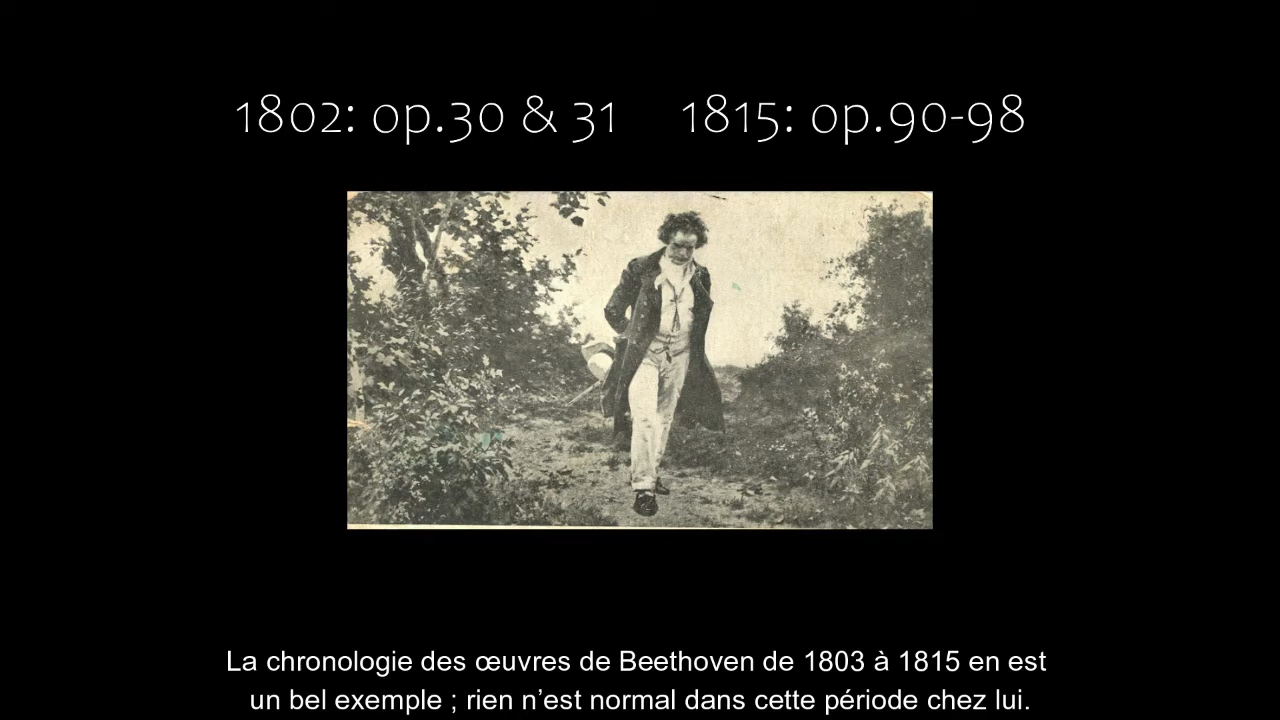 1802: op.30 & 31 1815: op.90-98
La chronologie des œuvres de Beethoven de 1803 à 1815 en est
un bel exemple ; rien n’est normal dans cette période chez lui.